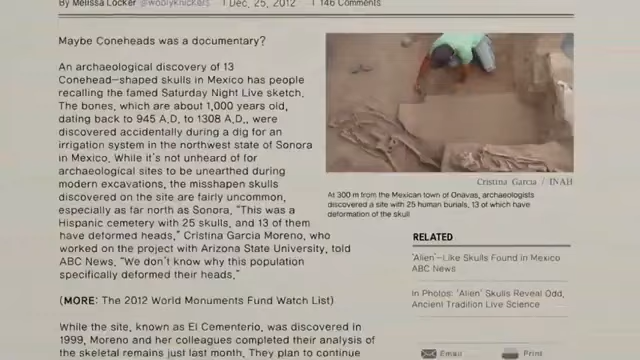 By Melissa Locker @woolyknickers | Dec. 25, 2012 | 146 Comments
Maybe Coneheads was a documentary?
An archaeological discovery of 13
Conehead-shaped skulls in Mexico has people
recalling the famed Saturday Night Live sketch.
The bones, which are about 1,000 years old,
dating back to 945 A.D. to 1308 A.D., were
discovered accidentally during a dig for an
irrigation system in the northwest state of Sonora
in Mexico. While it's not unheard of for
archaeological sites to be unearthed during
modern excavations, the misshapen skulls
discovered on the site are fairly uncommon,
especially as far north as Sonora. "This was a
Hispanic cemetery with 25 skulls, and 13 of them
have deformed heads," Cristina Garcia Moreno, who
worked on the project with Arizona State University, told
ABC News. "We don't know why this population
specifically deformed their heads."
(MORE: The 2012 World Monuments Fund Watch List)
While the site, known as El Cementerio, was discovered in
1999, Moreno and her colleagues completed their analysis of
the skeletal remains just last month. They plan to continue
Cristina Garcia / INAH
At 300 m from the Mexican town of Onavas, archaeologists
discovered a site with 25 human burials, 13 of which have
deformation of the skull
RELATED
'Alien'-Like Skulls Found in Mexico
ABC News
In Photos: 'Alien' Skulls Reveal Odd,
Ancient Tradition Live Science
Email
Print